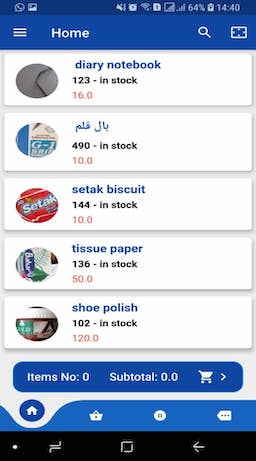 64% 14:40
Home
diary notebook
123 - in stock
16.0
بال قلم
490 - in stock
10.0
G-1
setak biscuit
144 - in stock
10.0
Setak
tissue paper
136 - in stock
50.0
shoe polish
102 - in stock
120.0
Items No: 0 Subtotal: 0.0